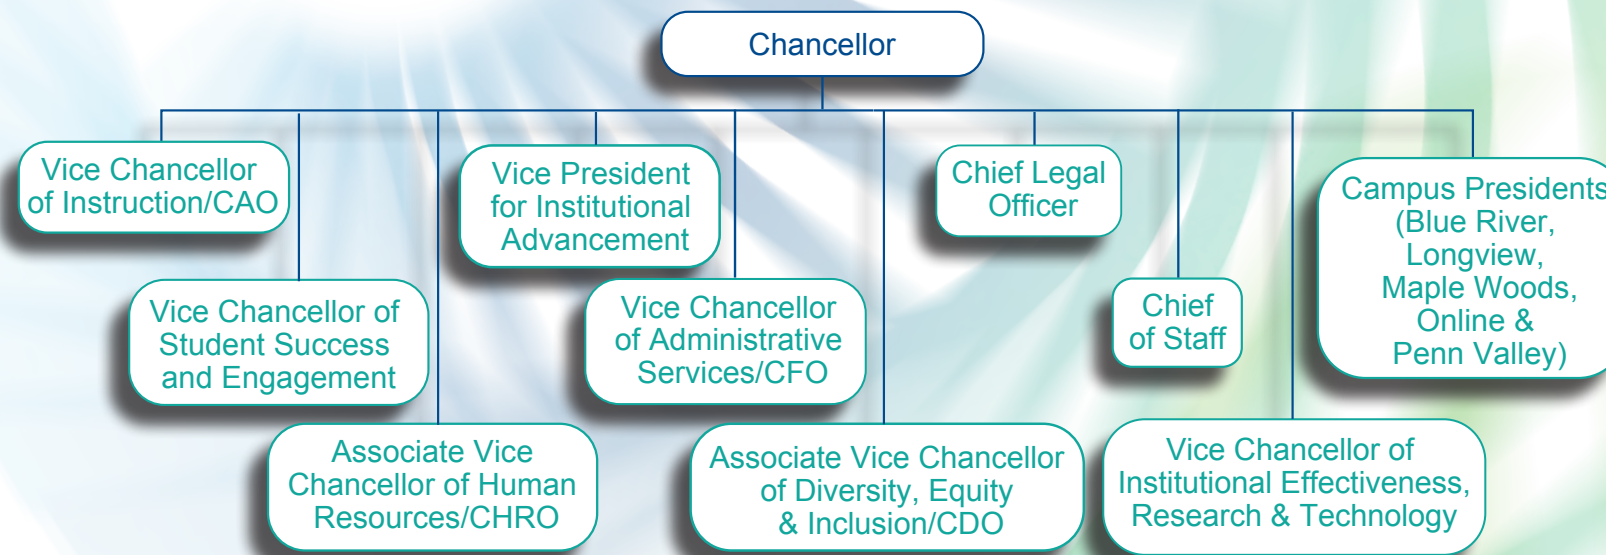 Chancellor
Vice Chancellor
of Instruction/CAO
Vice Chancellor of
Student Success
and Engagement
Associate Vice
Chancellor of Human
Resources/CHRO
Vice President
for Institutional
Advancement
Vice Chancellor
of Administrative
Services/CFO
Associate Vice Chancellor
of Diversity, Equity
& Inclusion/CDO
Chief Legal
Officer
Chief
of Staff
Vice Chancellor of
Institutional Effectiveness,
Research & Technology
Campus Presidents
(Blue River,
Longview,
Maple Woods,
Online &
Penn Valley)